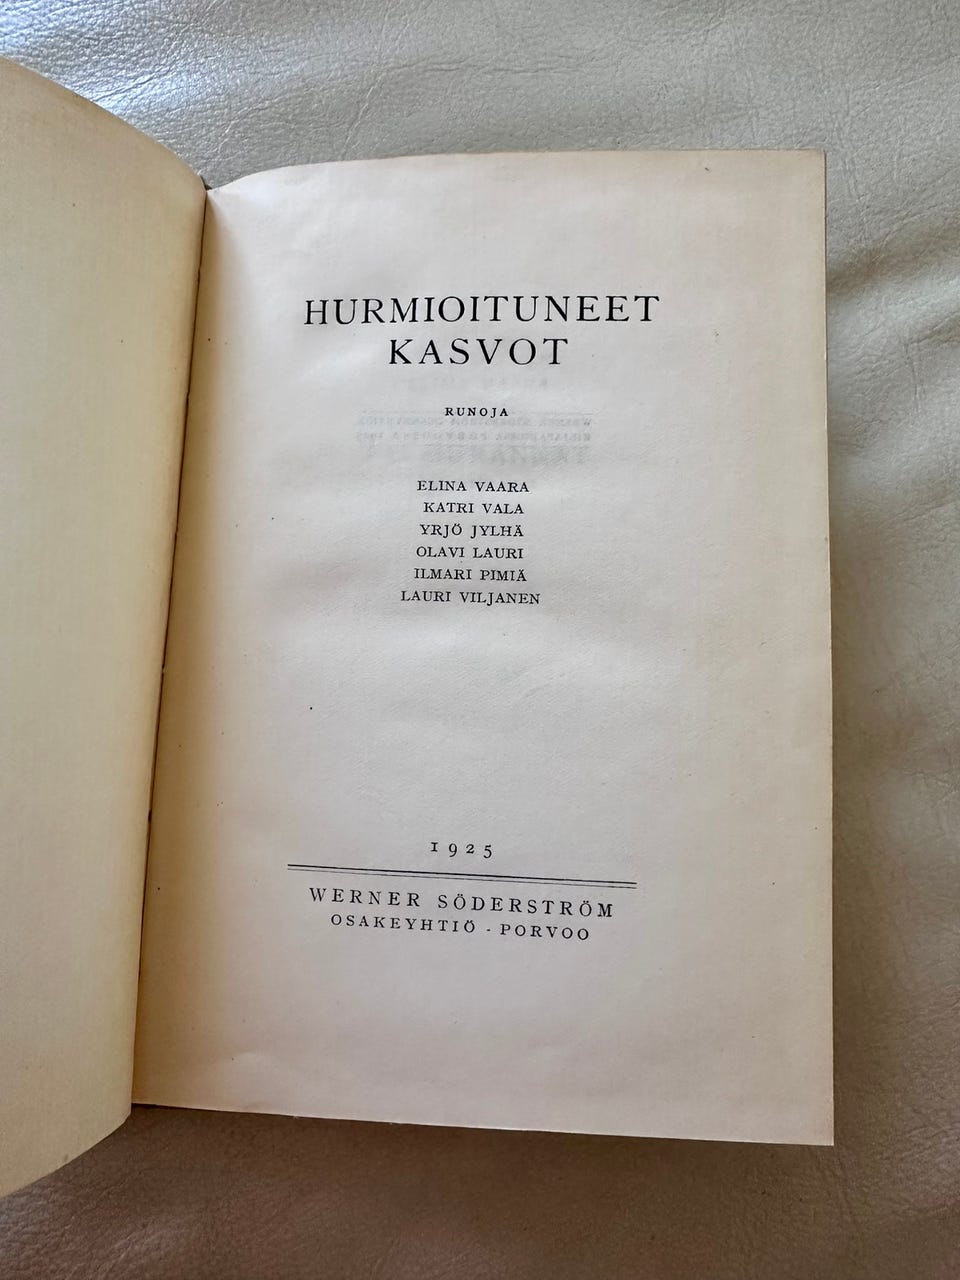 HURMIOITUNEET
KASVOT
RUNOJA
ELINA VAARA
KATRI VALA
YRJÖ JYLHÄ
OLAVI LAURI
ILMARI PIMIÄ
LAURI VILJANEN
1925
WERNER SÖDERSTRÖM
OSAKEYHTIÖ - PORVOO